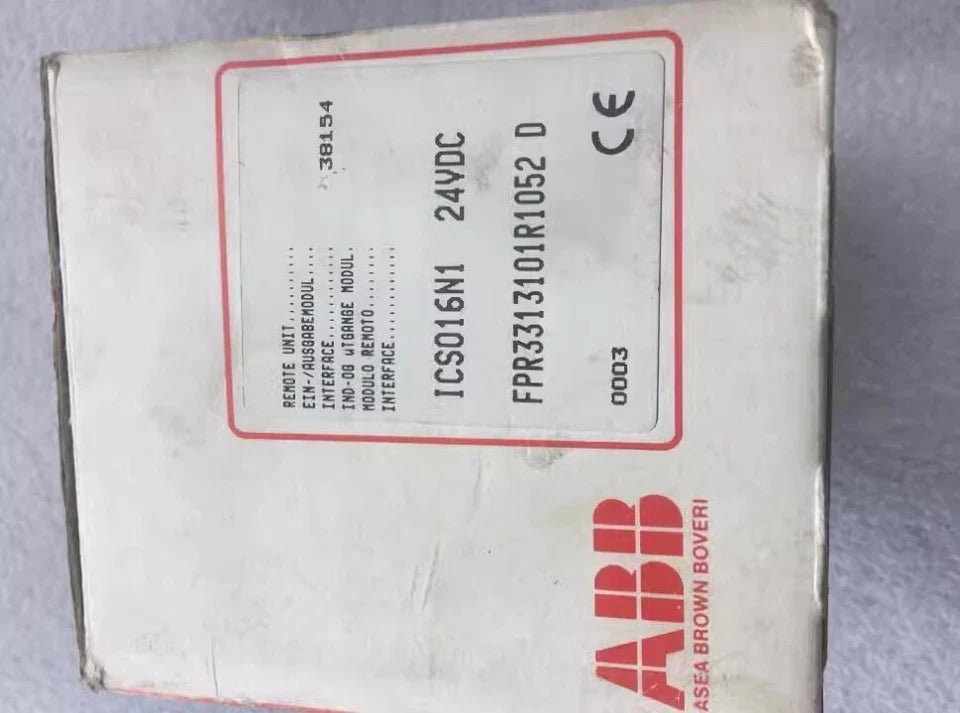 REMOTE UNIT...........
EIN-/AUSGABEMODUL....
38154
INTERFACE............
IND-OG uTGANGE MODUL.
MODULO REMOTO........
INTERFACE.............
ICSO16N1 24VDC
FPR3313101R1052 D
0003
CE
ABB
ASEA BROWN BOVERI